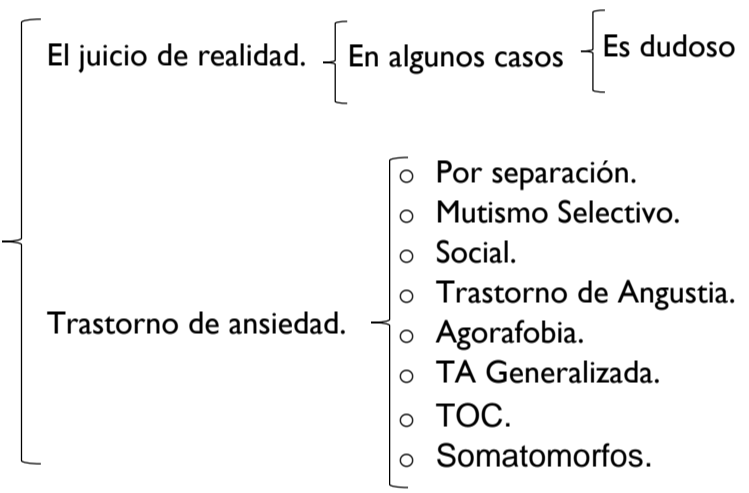 El juicio de realidad.
En algunos casos
Es dudoso
Trastorno de ansiedad.
Por separación.
Mutismo Selectivo.
Social.
Trastorno de Angustia.
Agorafobia.
TA Generalizada.
TOC.
Somatomorfos.